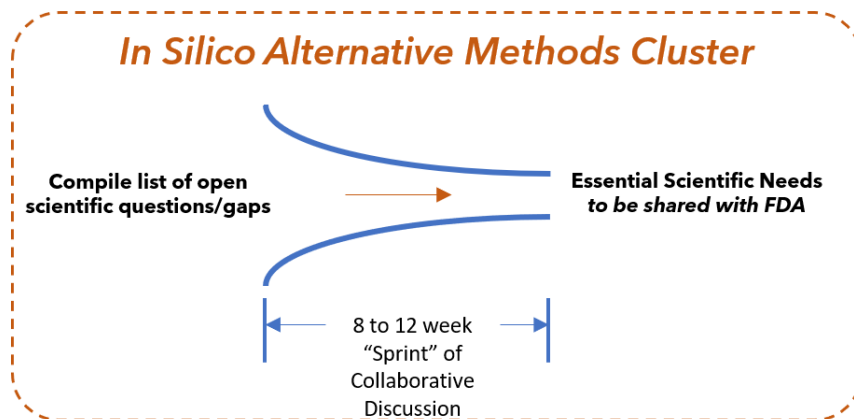 In Silico Alternative Methods Cluster
Compile list of open
scientific questions/gaps
Essential Scientific Needs
to be shared with FDA
8 to 12 week
“Sprint” of
Collaborative
Discussion